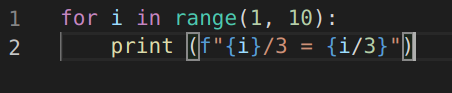 1 for i in range(1, 10):
2     print (f"{i}/3 = {i/3}")